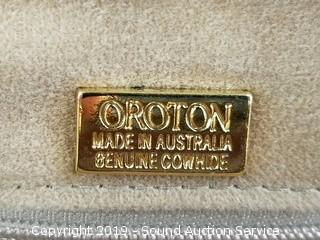 OROTON
MADE IN AUSTRALIA
GENUINE COWHIDE
Copyright 2019 - Sound Auction Service